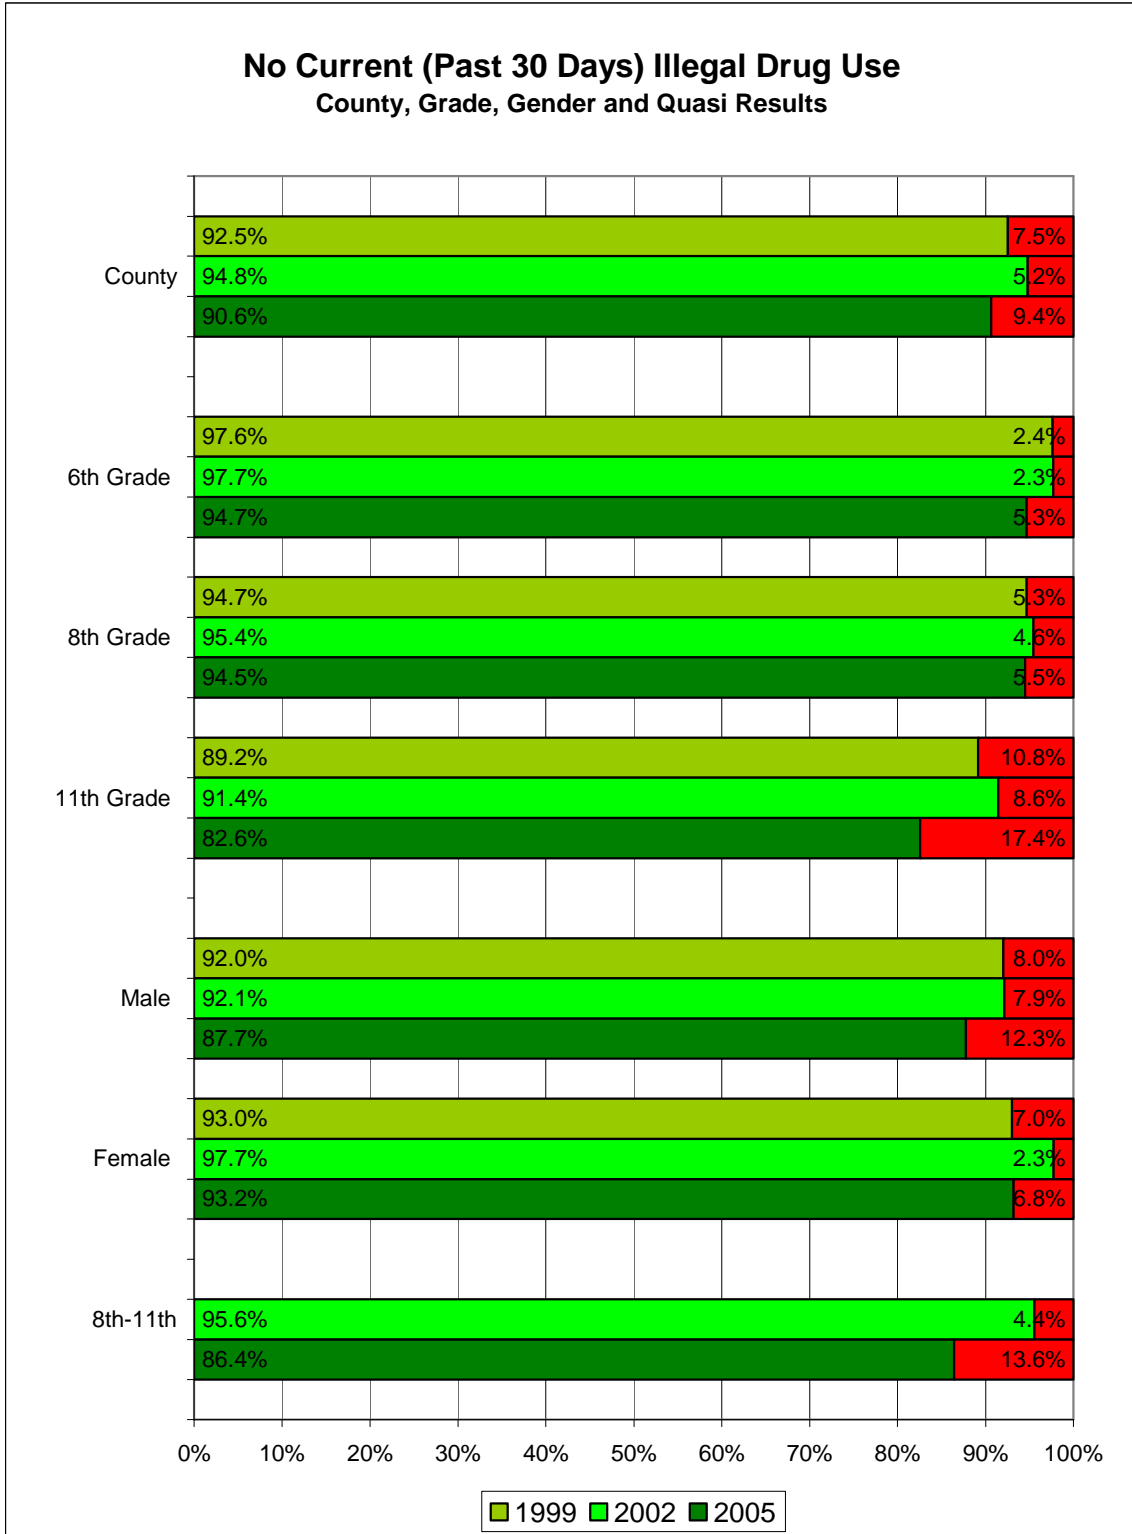 No Current (Past 30 Days) Illegal Drug Use
County, Grade, Gender and Quasi Results
92.5% 7.5%
County 94.8% 5.2%
90.6% 9.4%
97.6% 2.4%
6th Grade 97.7% 2.3%
94.7% 5.3%
94.7% 5.3%
8th Grade 95.4% 4.6%
94.5% 5.5%
89.2% 10.8%
11th Grade 91.4% 8.6%
82.6% 17.4%
92.0% 8.0%
Male 92.1% 7.9%
87.7% 12.3%
93.0% 7.0%
Female 97.7% 2.3%
93.2% 6.8%
8th-11th 95.6% 4.4%
86.4% 13.6%
0% 10% 20% 30% 40% 50% 60% 70% 80% 90% 100%
1999 2002 2005